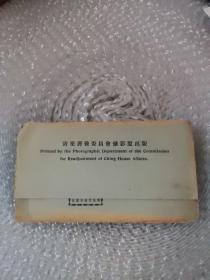 清室善後委員會攝影室出版
Printed by the Photographic Department of the Commission
for Readjustment of Ching House Affairs.